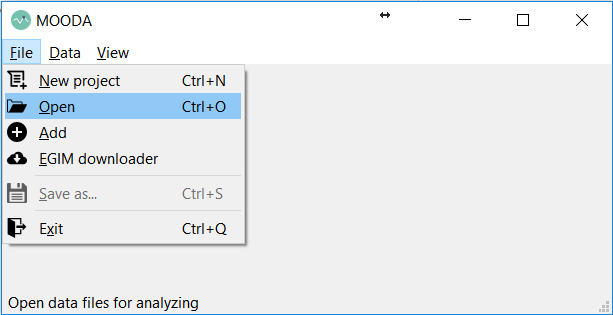 MOODA
File Data View
New project Ctrl+N
Open Ctrl+O
Add
EGIM downloader
Save as... Ctrl+S
Exit Ctrl+Q
Open data files for analyzing